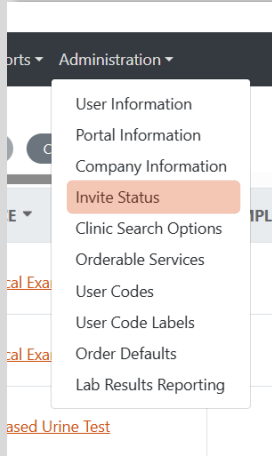 orts Administration
User Information
Portal Information
Company Information
Invite Status
Clinic Search Options
Orderable Services
User Codes
User Code Labels
Order Defaults
Lab Results Reporting
E
MPL
cal Exa
cal Exa
ased Urine Test